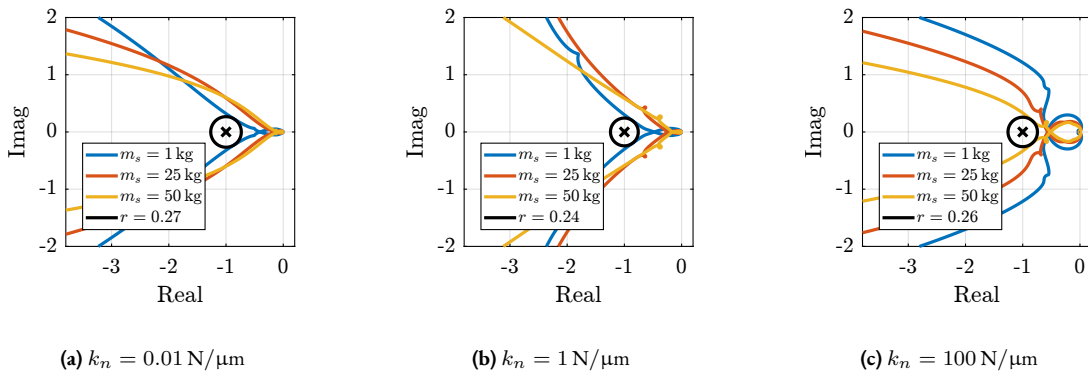 2
1
0
-1
-2
Imag
-3 -2 -1 0
Real
m_s = 1 kg
m_s = 25 kg
m_s = 50 kg
r = 0.27
(a) k_n = 0.01 N/µm
2
1
0
-1
-2
Imag
-3 -2 -1 0
Real
m_s = 1 kg
m_s = 25 kg
m_s = 50 kg
r = 0.24
(b) k_n = 1 N/µm
2
1
0
-1
-2
Imag
-3 -2 -1 0
Real
m_s = 1 kg
m_s = 25 kg
m_s = 50 kg
r = 0.26
(c) k_n = 100 N/µm